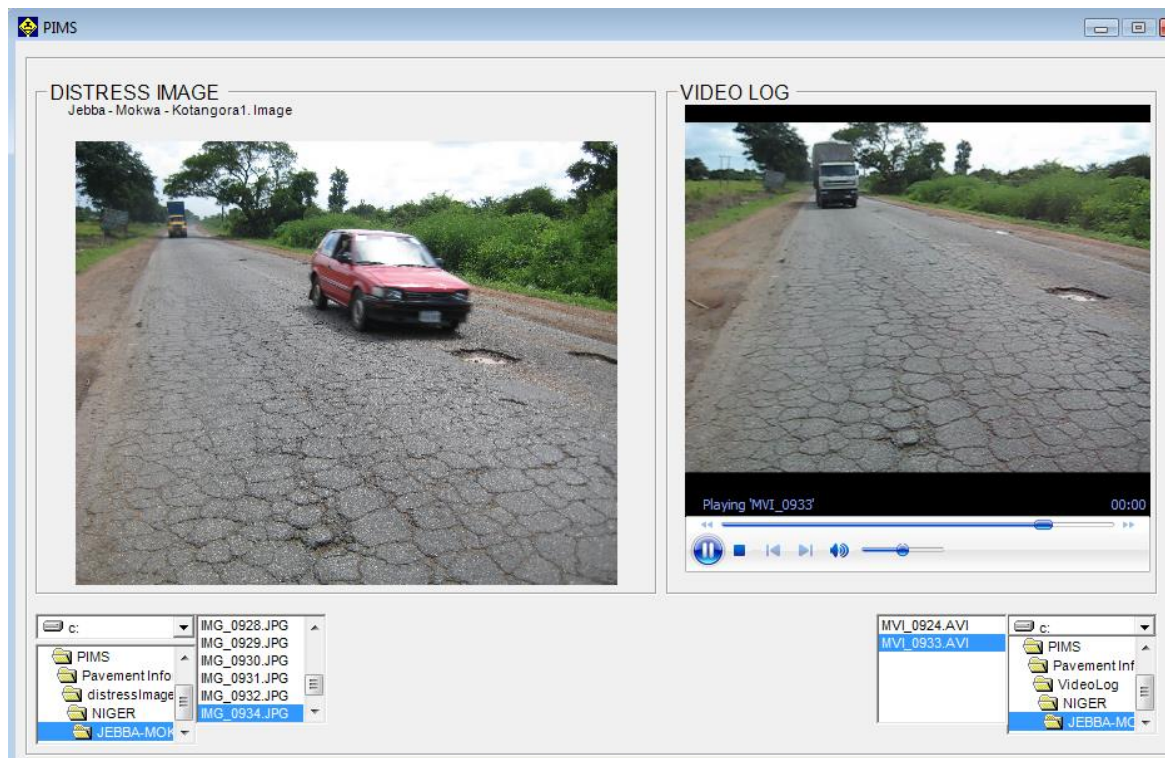 PIMS
DISTRESS IMAGE
Jebba - Mokwa - Kotangora1. Image
VIDEO LOG
Playing 'MVI_0933'
00:00
c:
PIMS
Pavement Info
distressImage
NIGER
JEBBA-MOK
IMG_0928.JPG
IMG_0929.JPG
IMG_0930.JPG
IMG_0931.JPG
IMG_0932.JPG
IMG_0934.JPG
MVI_0924.AVI
MVI_0933.AVI
c:
PIMS
Pavement Inf
VideoLog
NIGER
JEBBA-MO